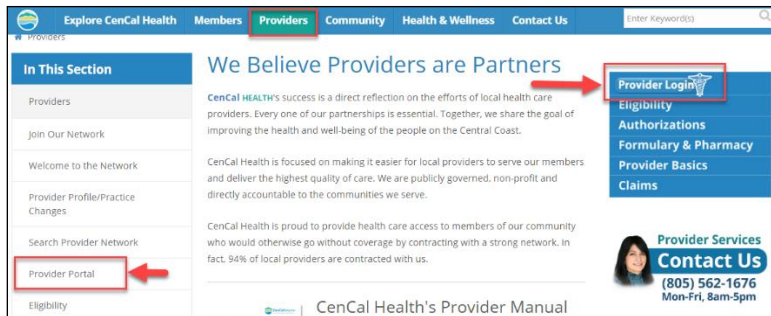 Explore CenCal Health Members Providers Community Health & Wellness Contact Us Enter Keyword(s)
Providers
In This Section
Providers
Join Our Network
Welcome to the Network
Provider Profile/Practice
Changes
Search Provider Network
Provider Portal
Eligibility
We Believe Providers are Partners
CenCal HEALTH's success is a direct reflection on the efforts of local health care
providers. Every one of our partnerships is essential. Together, we share the goal of
improving the health and well-being of the people on the Central Coast.
CenCal Health is focused on making it easier for local providers to serve our members
and deliver the highest quality of care. We are publicly governed, non-profit and
directly accountable to the communities we serve.
CenCal Health is proud to provide health care access to members of our community
who would otherwise go without coverage by contracting with a strong network. In
fact, 94% of local providers are contracted with us.
CenCal Health's Provider Manual
Provider Login
Eligibility
Authorizations
Formulary & Pharmacy
Provider Basics
Claims
Provider Services
Contact Us
(805) 562-1676
Mon-Fri, 8am-5pm